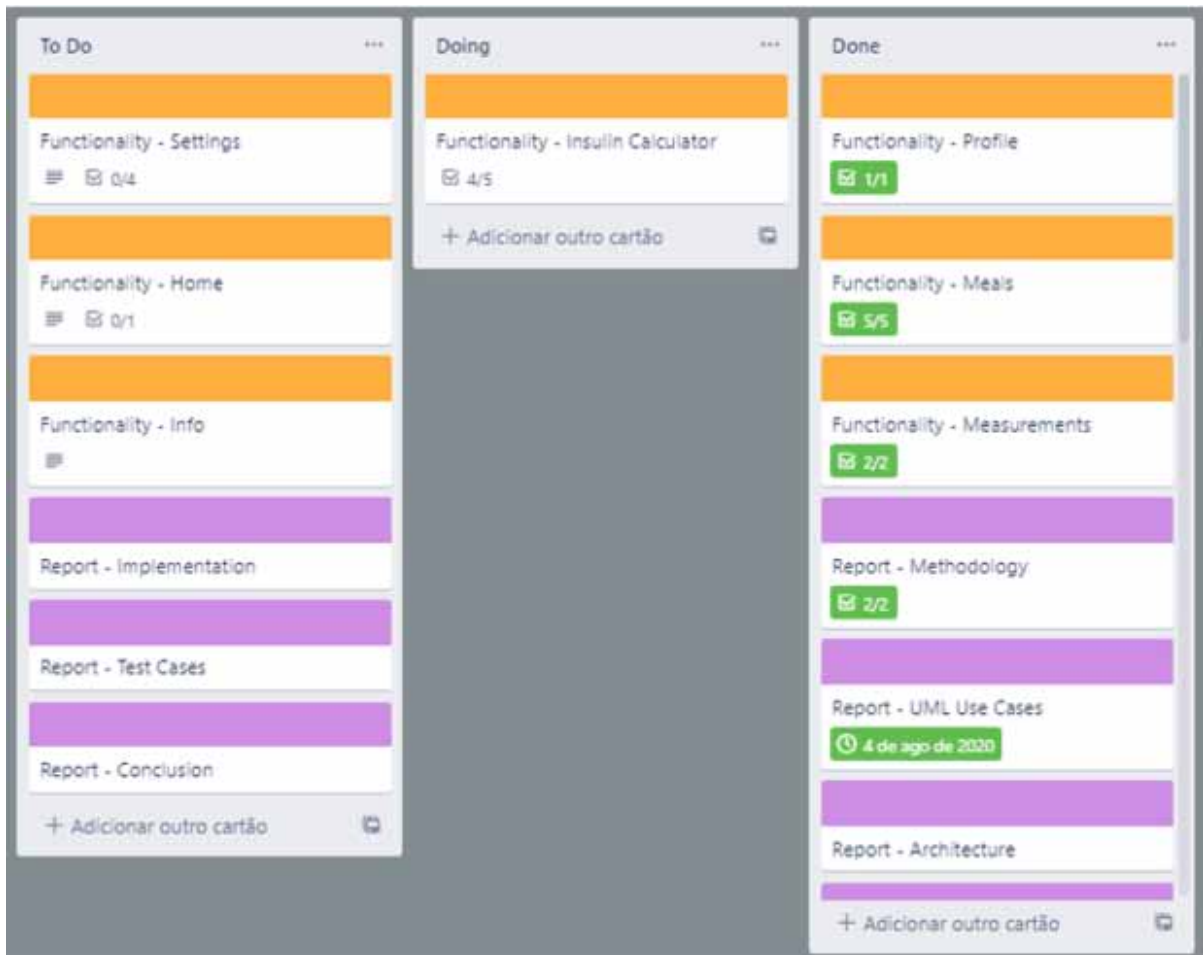 To Do
Functionality - Settings
0/4
Functionality - Home
0/1
Functionality - Info
Report - Implementation
Report - Test Cases
Report - Conclusion
+ Adicionar outro cartão
Doing
Functionality - Insulin Calculator
4/5
+ Adicionar outro cartão
Done
Functionality - Profile
1/1
Functionality - Meals
5/5
Functionality - Measurements
2/2
Report - Methodology
2/2
Report - UML Use Cases
4 de ago de 2020
Report - Architecture
+ Adicionar outro cartão